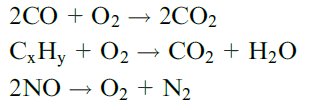 2CO + O₂ → 2CO₂
CₓHᵧ + O₂ → CO₂ + H₂O
2NO → O₂ + N₂